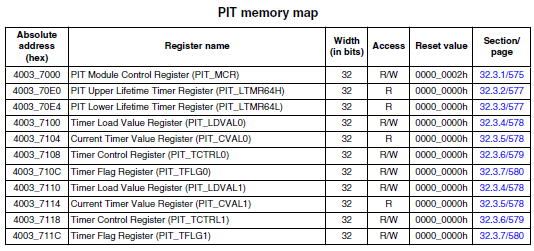 PIT memory map
Absolute address (hex) Register name Width (in bits) Access Reset value Section/ page
4003_7000 PIT Module Control Register (PIT_MCR) 32 R/W 0000_0002h 32.3.1/575
4003_70E0 PIT Upper Lifetime Timer Register (PIT_LTMR64H) 32 R 0000_0000h 32.3.2/577
4003_70E4 PIT Lower Lifetime Timer Register (PIT_LTMR64L) 32 R 0000_0000h 32.3.3/577
4003_7100 Timer Load Value Register (PIT_LDVAL0) 32 R/W 0000_0000h 32.3.4/578
4003_7104 Current Timer Value Register (PIT_CVAL0) 32 R 0000_0000h 32.3.5/578
4003_7108 Timer Control Register (PIT_TCTRL0) 32 R/W 0000_0000h 32.3.6/579
4003_710C Timer Flag Register (PIT_TFLG0) 32 R/W 0000_0000h 32.3.7/580
4003_7110 Timer Load Value Register (PIT_LDVAL1) 32 R/W 0000_0000h 32.3.4/578
4003_7114 Current Timer Value Register (PIT_CVAL1) 32 R 0000_0000h 32.3.5/578
4003_7118 Timer Control Register (PIT_TCTRL1) 32 R/W 0000_0000h 32.3.6/579
4003_711C Timer Flag Register (PIT_TFLG1) 32 R/W 0000_0000h 32.3.7/580